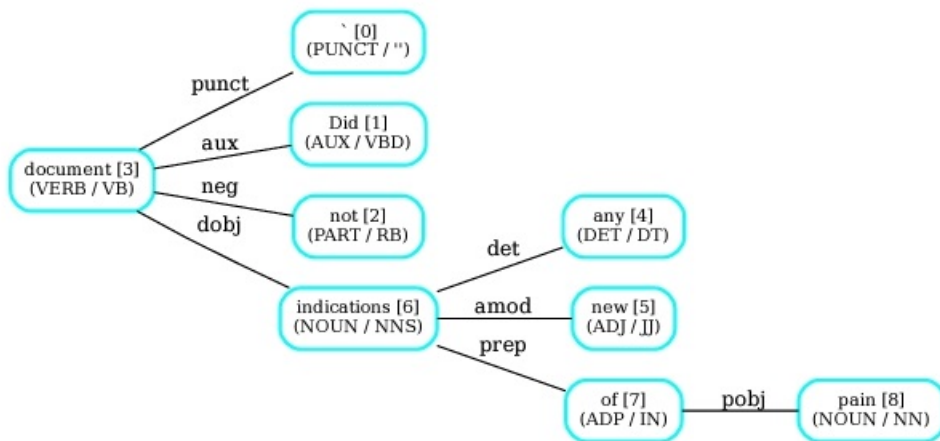 ` [0]
(PUNCT / '')
punct
Did [1]
(AUX / VBD)
aux
document [3]
(VERB / VB)
neg
not [2]
(PART / RB)
dobj
any [4]
(DET / DT)
det
indications [6]
(NOUN / NNS)
amod
new [5]
(ADJ / JJ)
prep
of [7]
(ADP / IN)
pobj
pain [8]
(NOUN / NN)